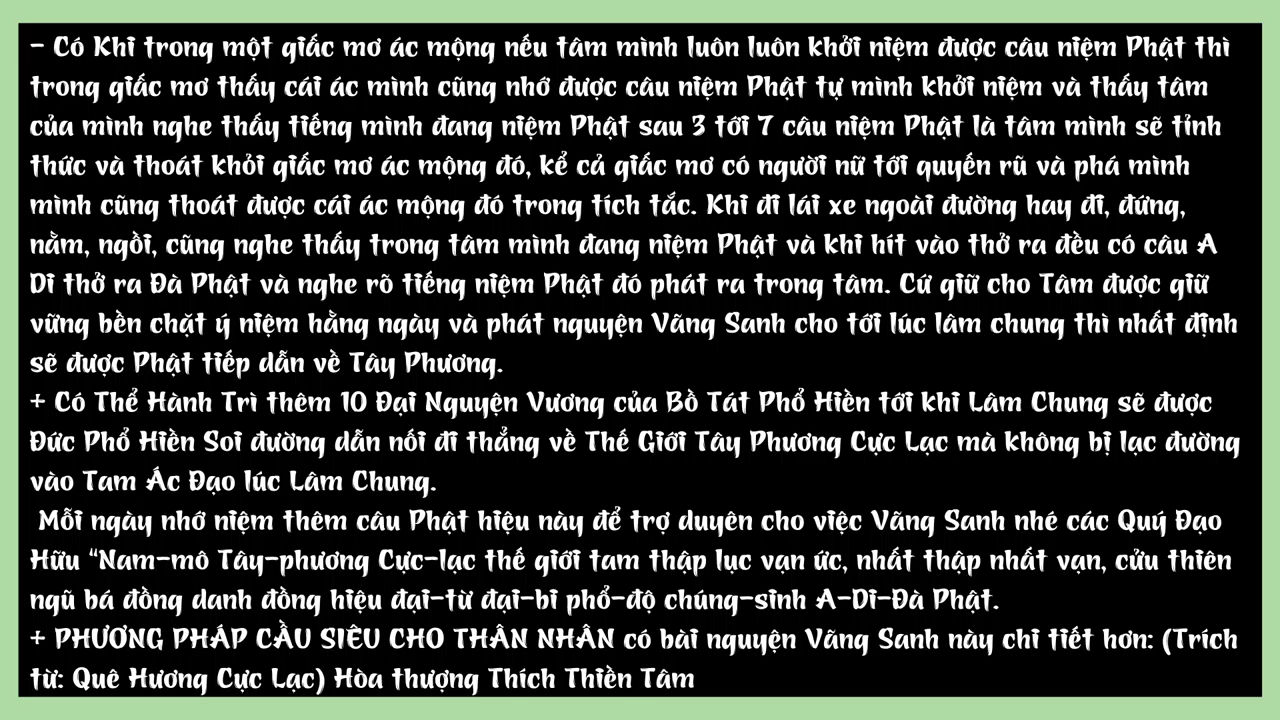 - Có Khi trong một giấc mơ ác mộng nếu tâm mình luôn luôn khởi niệm được câu niệm Phật thì
trong giấc mơ thấy cái ác mình cũng nhớ được câu niệm Phật tự mình khởi niệm và thấy tâm
của mình nghe thấy tiếng mình đang niệm Phật sau 3 tới 7 câu niệm Phật là tâm mình sẽ tỉnh
thức và thoát khỏi giấc mơ ác mộng đó, kể cả giấc mơ có người nữ tới quyến rũ và phá mình
mình cũng thoát được cái ác mộng đó trong tích tắc. Khi đi lái xe ngoài đường hay đi, đứng,
nằm, ngồi, cũng nghe thấy trong tâm mình đang niệm Phật và khi hít vào thở ra đều có câu A
Di thở ra Đà Phật và nghe rõ tiếng niệm Phật đó phát ra trong tâm. Cứ giữ cho Tâm được giữ
vững bền chặt ý niệm hằng ngày và phát nguyện Vãng Sanh cho tới lúc lâm chung thì nhất định
sẽ được Phật tiếp dẫn về Tây Phương.
+ Có Thể Hành Trì thêm 10 Đại Nguyện Vương của Bồ Tát Phổ Hiền tới khi Lâm Chung sẽ được
Đức Phổ Hiền Soi đường dẫn nối đi thẳng về Thế Giới Tây Phương Cực Lạc mà không bị lạc đường
vào Tam Ác Đạo lúc Lâm Chung.
Mỗi ngày nhớ niệm thêm câu Phật hiệu này để trợ duyên cho việc Vãng Sanh nhé các Quý Đạo
Hữu “Nam-mô Tây-phương Cực-lạc thế giới tam thập lục vạn ức, nhất thập nhất vạn, cửu thiên
ngũ bá đồng danh đồng hiệu đại-từ đại-bi phổ-độ chúng-sinh A-Di-Đà Phật.
+ PHƯƠNG PHÁP CẦU SIÊU CHO THÂN NHÂN có bài nguyện Vãng Sanh này chi tiết hơn: (Trích
từ: Quê Hương Cực Lạc) Hòa thượng Thích Thiền Tâm